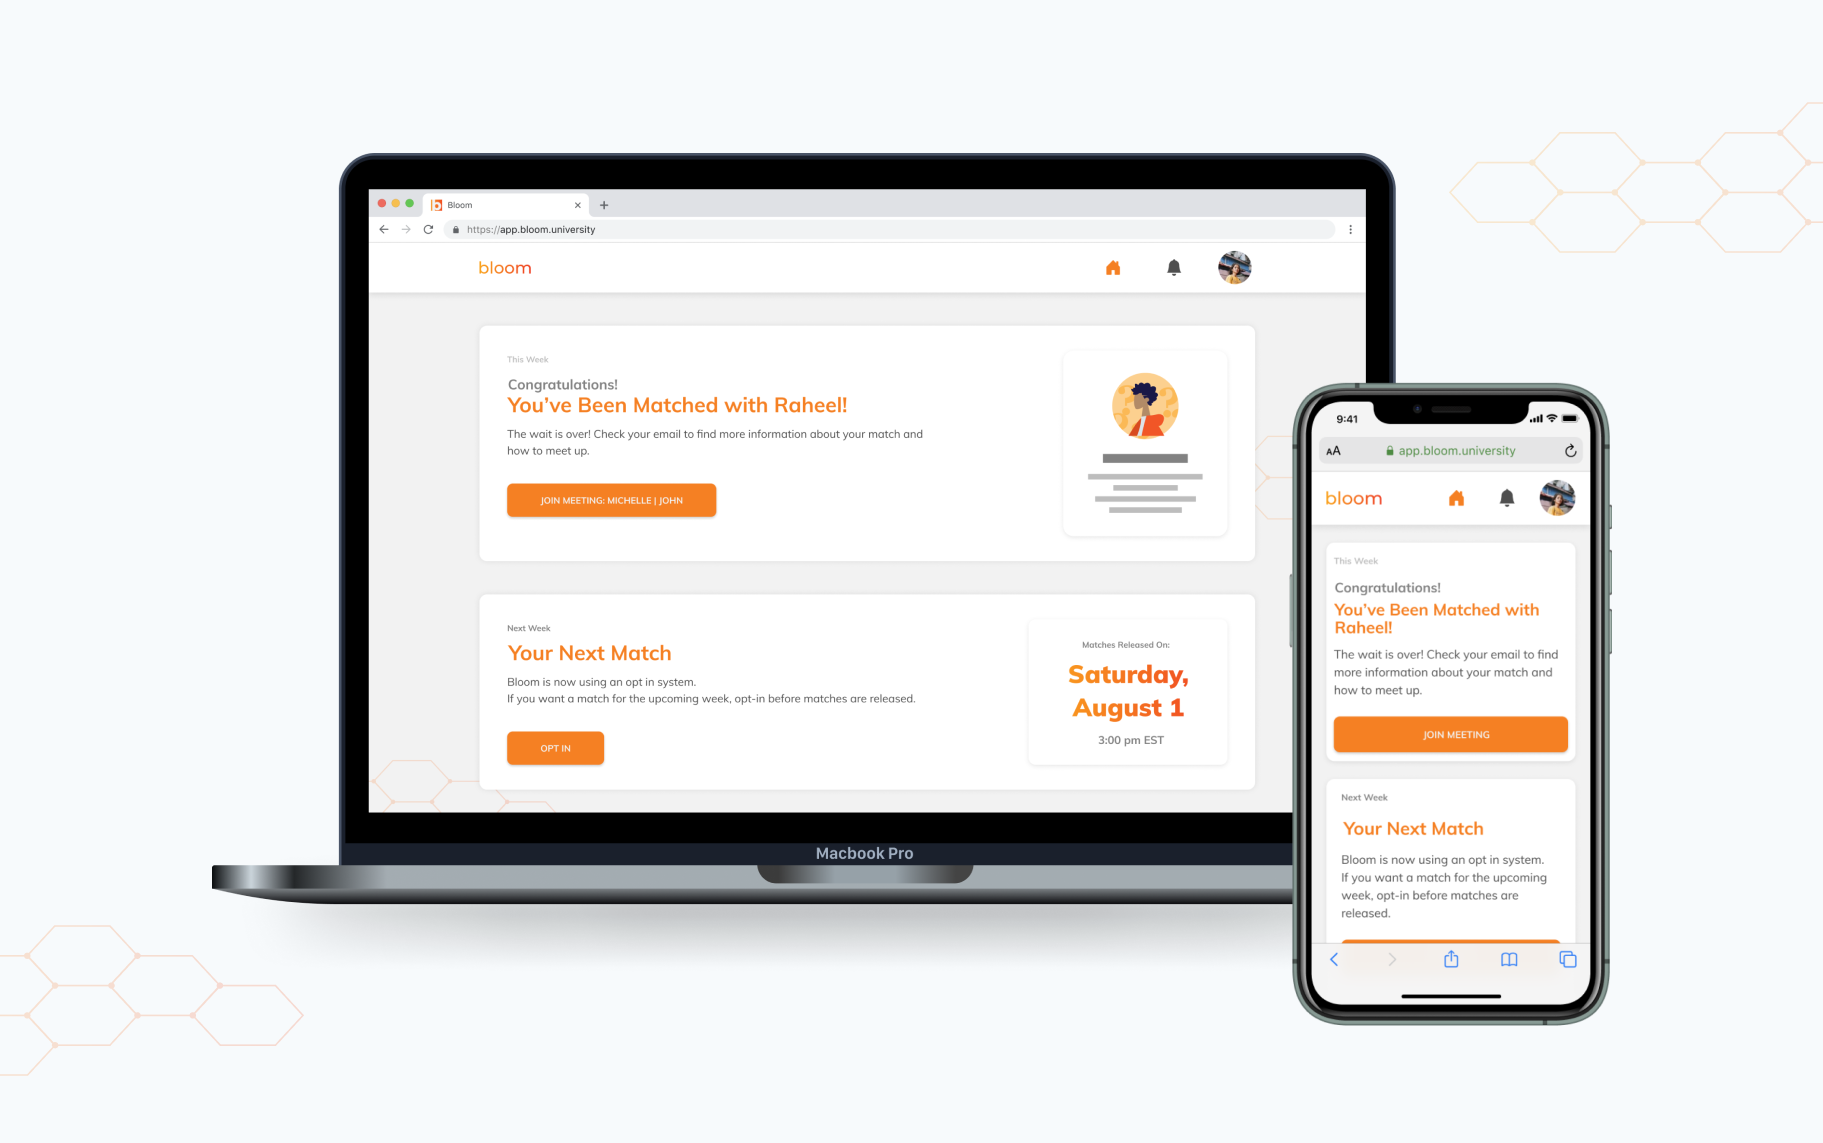 Bloom
https://app.bloom.university
bloom
This Week
Congratulations!
You've Been Matched with Raheel!
The wait is over! Check your email to find more information about your match and
how to meet up.
JOIN MEETING: MICHELLE | JOHN
Next Week
Your Next Match
Bloom is now using an opt in system.
If you want a match for the upcoming week, opt-in before matches are released.
OPT IN
Matches Released On:
Saturday,
August 1
3:00 pm EST
Macbook Pro
9:41
AA
app.bloom.university
bloom
This Week
Congratulations!
You've Been Matched with
Raheel!
The wait is over! Check your email to find
more information about your match and
how to meet up.
JOIN MEETING
Next Week
Your Next Match
Bloom is now using an opt in system.
If you want a match for the upcoming
week, opt-in before matches are
released.